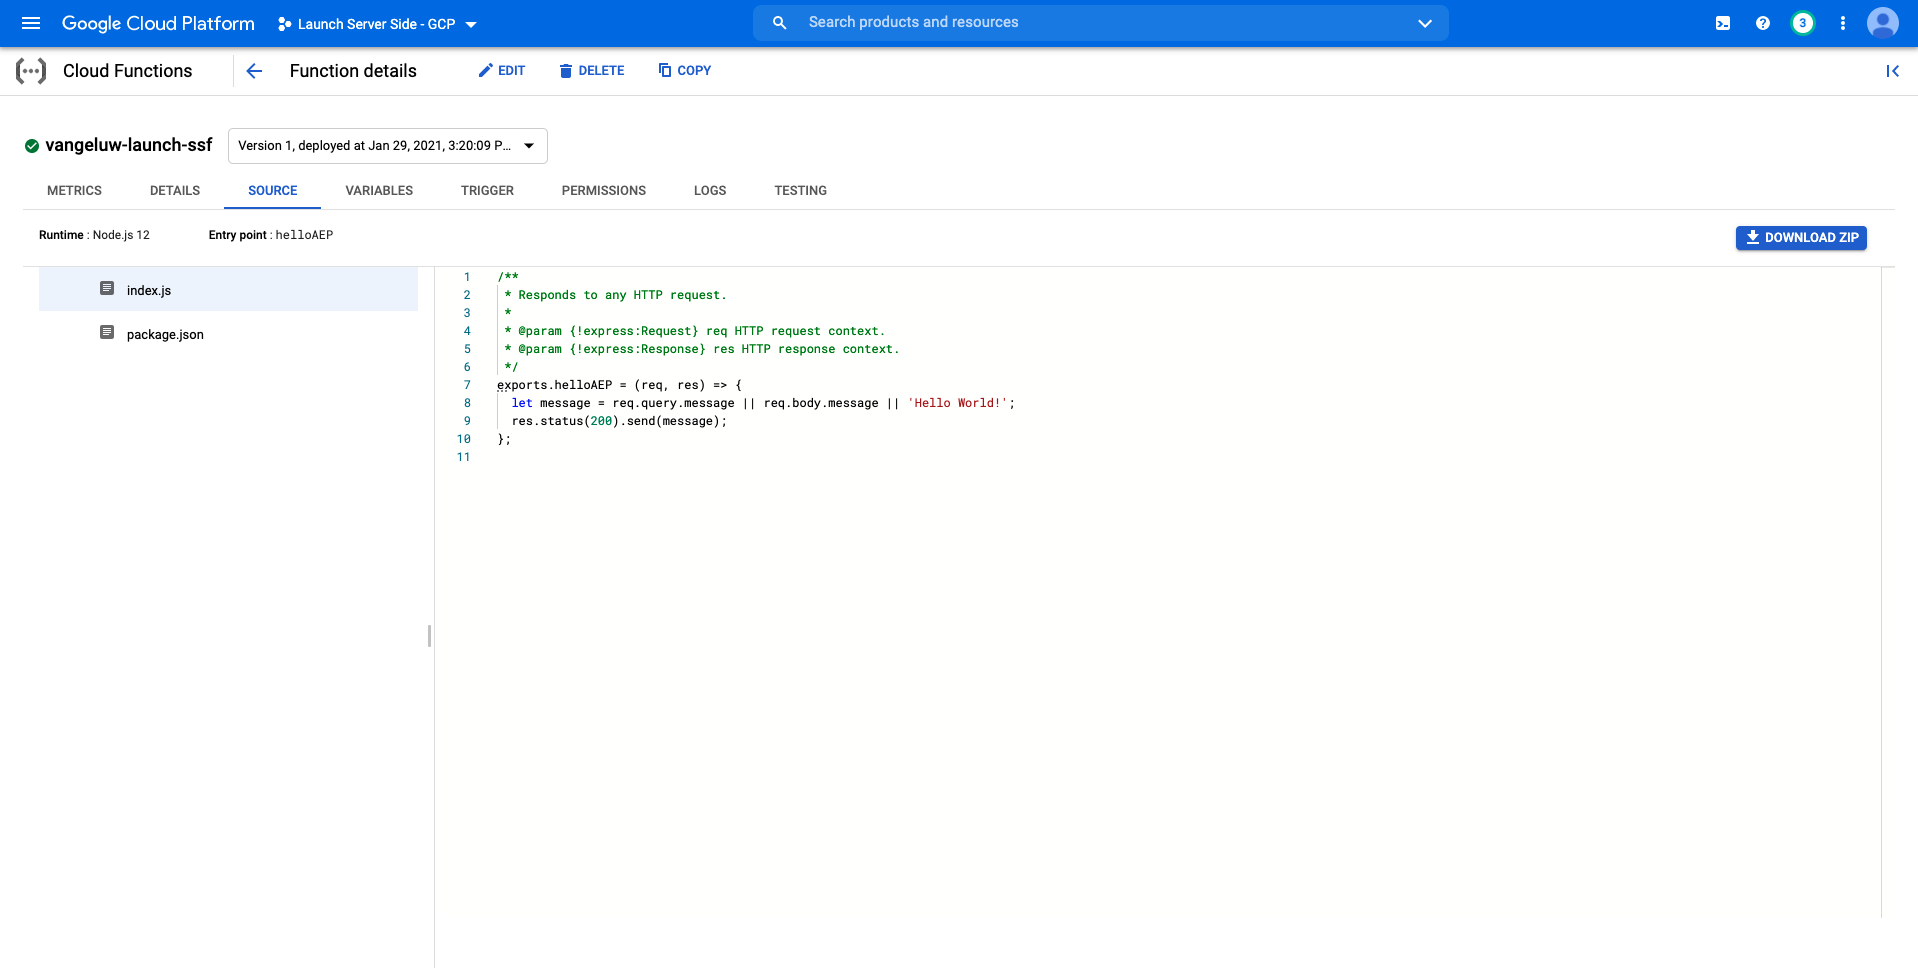 Google Cloud Platform
Launch Server Side - GCP
Search products and resources
3
Cloud Functions
Function details
EDIT
DELETE
COPY
vangeluw-launch-ssf
Version 1, deployed at Jan 29, 2021, 3:20:09 P...
METRICS
DETAILS
SOURCE
VARIABLES
TRIGGER
PERMISSIONS
LOGS
TESTING
Runtime : Node.js 12
Entry point : helloAEP
DOWNLOAD ZIP
index.js
package.json
1 /**
2 * Responds to any HTTP request.
3 *
4 * @param {!express:Request} req HTTP request context.
5 * @param {!express:Response} res HTTP response context.
6 */
7 exports.helloAEP = (req, res) => {
8 let message = req.query.message || req.body.message || 'Hello World!';
9 res.status(200).send(message);
10 };
11